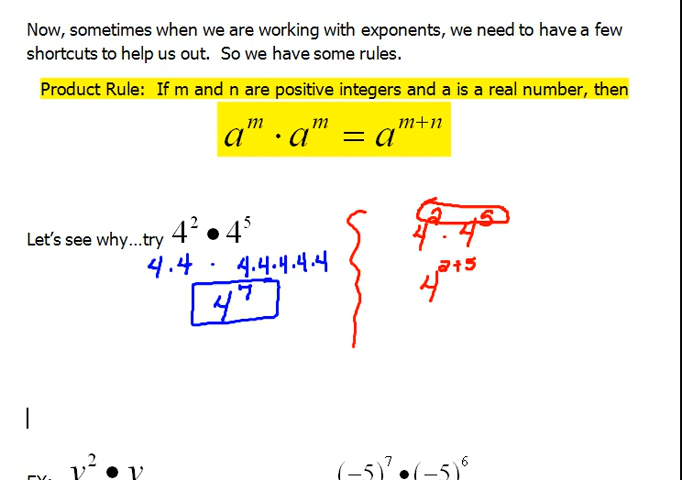 Now, sometimes when we are working with exponents, we need to have a few
shortcuts to help us out. So we have some rules.
Product Rule: If m and n are positive integers and a is a real number, then
a^m · a^m = a^{m+n}
Let's see why...try 4^2 • 4^5
4.4 · 4.4.4.4.4
4^7
4^2 · 4^5
4^{2+5}
EX: y^2 • y (−5)^7 • (−5)^6